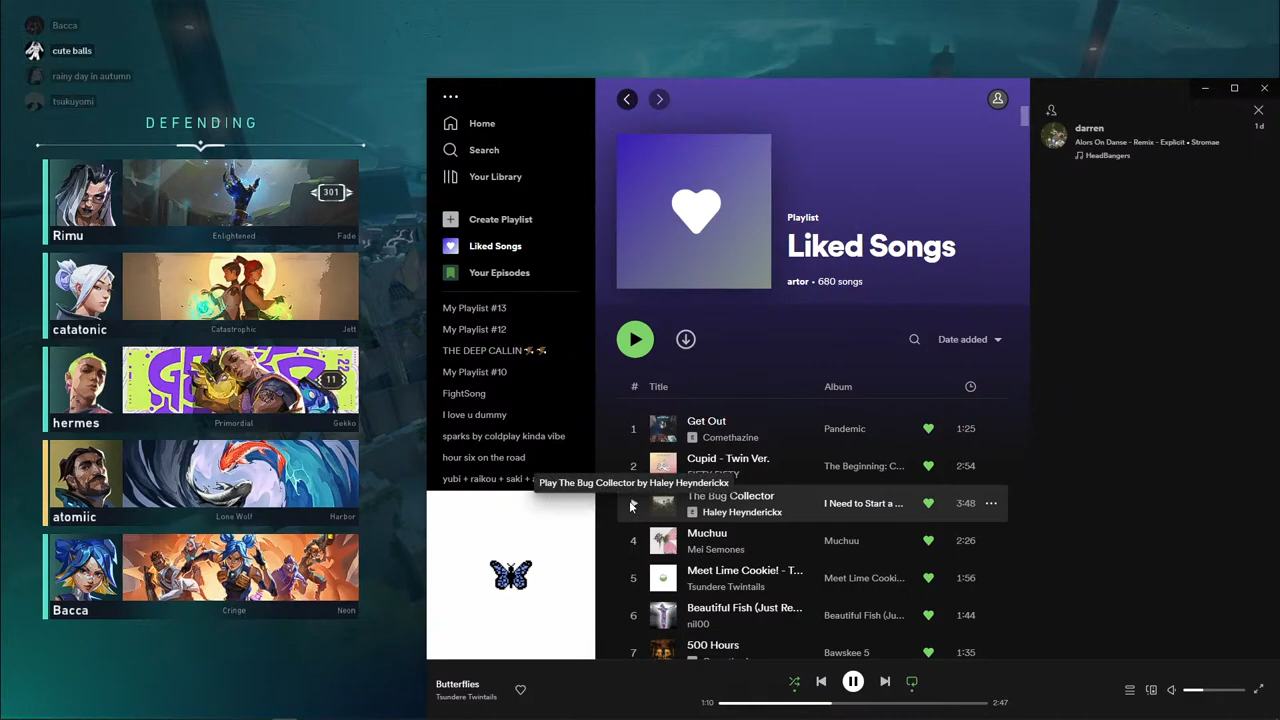 Bacca
cute balls
rainy day in autumn
tsukuyomi
DEFENDING
301
Rimu
Enlightened
Fade
catatonic
Catastrophic
Jett
11
hermes
Primordial
Gekko
atomiic
Lone Wolf
Harbor
Bacca
Cringe
Neon
Home
Search
Your Library
Create Playlist
Liked Songs
Your Episodes
My Playlist #13
My Playlist #12
THE DEEP CALLIN
My Playlist #10
FightSong
I love u dummy
sparks by coldplay kinda vibe
hour six on the road
yubi + raikou + saki +
Playlist
Liked Songs
artor • 680 songs
Date added
# Title Album
1 Get Out Pandemic 1:25
E Comethazine
2 Cupid - Twin Ver. The Beginning: C... 2:54
FIFTY FIFTY
Play The Bug Collector by Haley Heynderickx
The Bug Collector I Need to Start a ... 3:48
E Haley Heynderickx
4 Muchuu Muchuu 2:26
Mei Semones
5 Meet Lime Cookie! - T... Meet Lime Cooki... 1:56
Tsundere Twintails
6 Beautiful Fish (Just Re... Beautiful Fish (Ju... 1:44
nil00
7 500 Hours Bawskee 5 1:35
darren
1d
Alors On Danse - Remix - Explicit • Stromae
HeadBangers
Butterflies
Tsundere Twintails
1:10
2:47